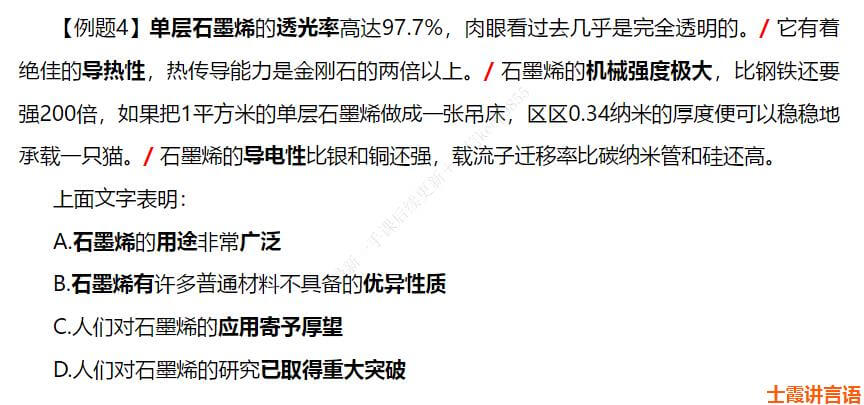 【例题4】单层石墨烯的透光率高达97.7%，肉眼看过去几乎是完全透明的。/ 它有着
绝佳的导热性，热传导能力是金刚石的两倍以上。/ 石墨烯的机械强度极大，比钢铁还要
强200倍，如果把1平方米的单层石墨烯做成一张吊床，区区0.34纳米的厚度便可以稳稳地
承载一只猫。/ 石墨烯的导电性比银和铜还强，载流子迁移率比碳纳米管和硅还高。
上面文字表明：
A.石墨烯的用途非常广泛
B.石墨烯有许多普通材料不具备的优异性质
C.人们对石墨烯的应用寄予厚望
D.人们对石墨烯的研究已取得重大突破
士霞讲言语